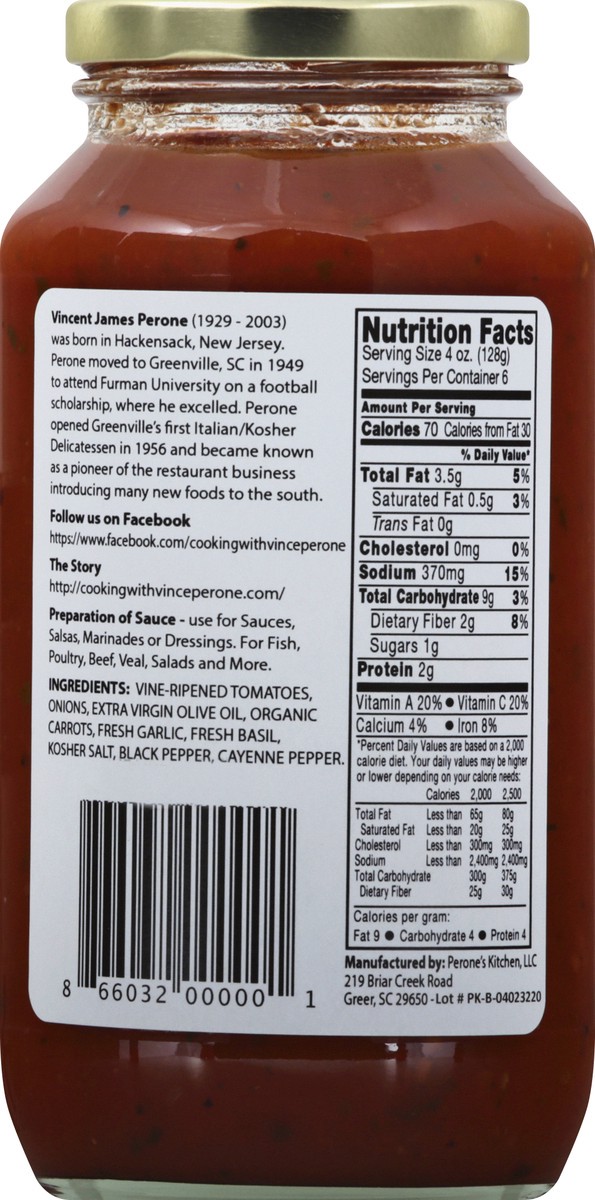 Vincent James Perone (1929 - 2003)
was born in Hackensack, New Jersey.
Perone moved to Greenville, SC in 1949
to attend Furman University on a football
scholarship, where he excelled. Perone
opened Greenville's first Italian/Kosher
Delicatessen in 1956 and became known
as a pioneer of the restaurant business
introducing many new foods to the south.
Follow us on Facebook
https://www.facebook.com/cookingwithvinceperone
The Story
http://cookingwithvinceperone.com/
Preparation of Sauce - use for Sauces,
Salsas, Marinades or Dressings. For Fish,
Poultry, Beef, Veal, Salads and More.
INGREDIENTS: VINE-RIPENED TOMATOES,
ONIONS, EXTRA VIRGIN OLIVE OIL, ORGANIC
CARROTS, FRESH GARLIC, FRESH BASIL,
KOSHER SALT, BLACK PEPPER, CAYENNE PEPPER.
8 66032 00000 1
Nutrition Facts
Serving Size 4 oz. (128g)
Servings Per Container 6
Amount Per Serving
Calories 70 Calories from Fat 30
% Daily Value*
Total Fat 3.5g 5%
Saturated Fat 0.5g 3%
Trans Fat 0g
Cholesterol 0mg 0%
Sodium 370mg 15%
Total Carbohydrate 9g 3%
Dietary Fiber 2g 8%
Sugars 1g
Protein 2g
Vitamin A 20% ● Vitamin C 20%
Calcium 4% ● Iron 8%
*Percent Daily Values are based on a 2,000
calorie diet. Your daily values may be higher
or lower depending on your calorie needs:
Calories 2,000 2,500
Total Fat Less than 65g 80g
Saturated Fat Less than 20g 25g
Cholesterol Less than 300mg 300mg
Sodium Less than 2,400mg 2,400mg
Total Carbohydrate 300g 375g
Dietary Fiber 25g 30g
Calories per gram:
Fat 9 ● Carbohydrate 4 ● Protein 4
Manufactured by: Perone's Kitchen, LLC
219 Briar Creek Road
Greer, SC 29650 - Lot # PK-B-04023220